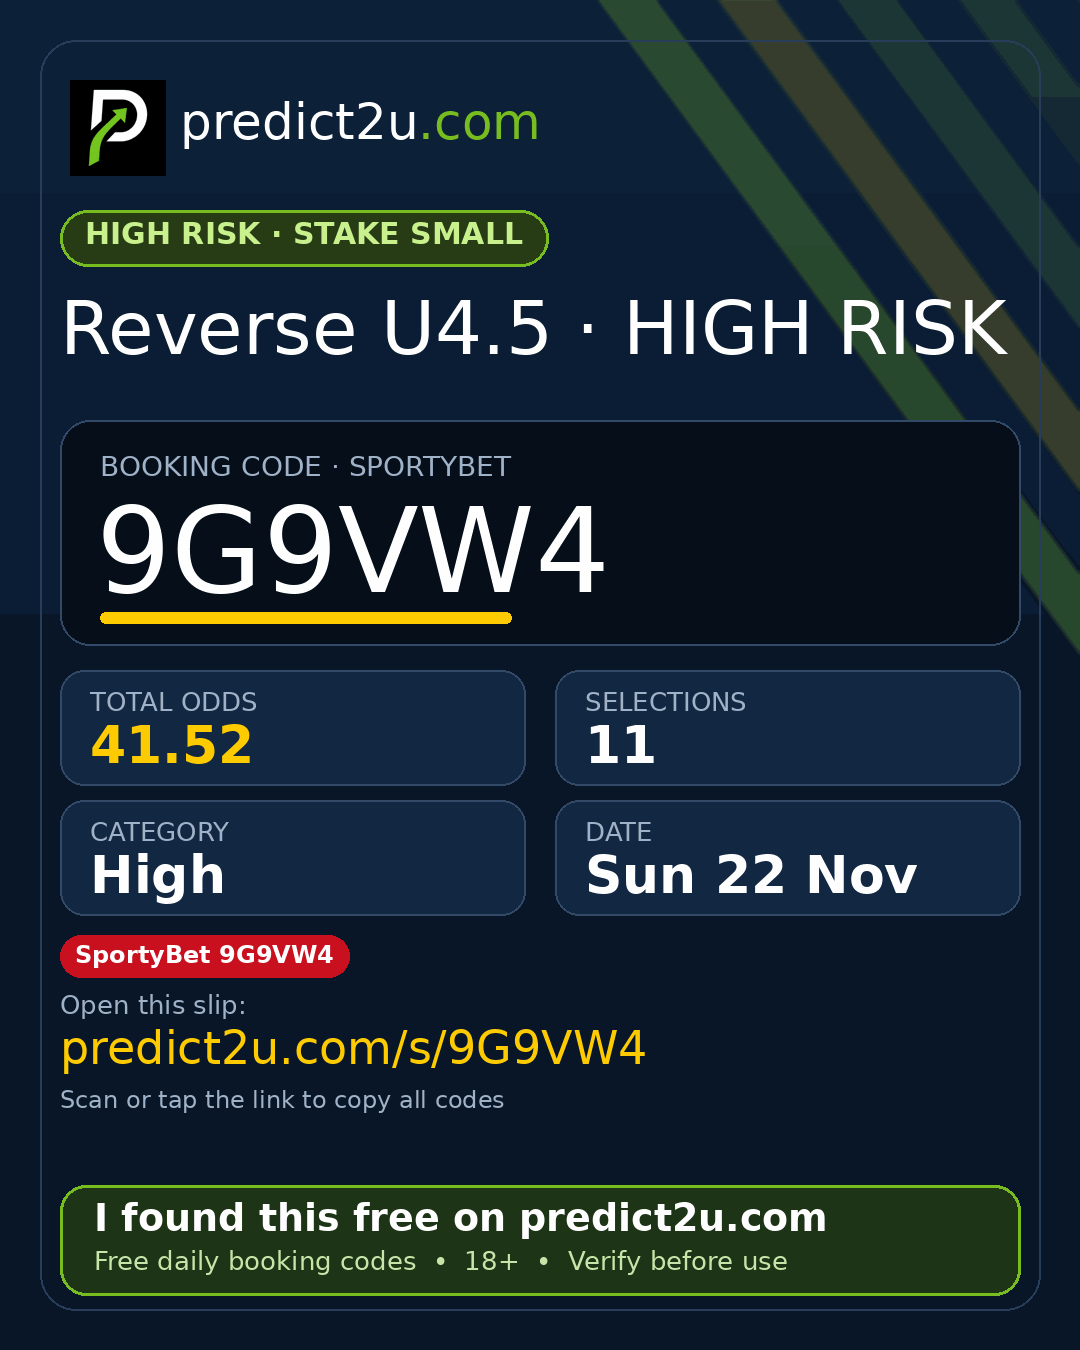 predict2u.com
HIGH RISK · STAKE SMALL
Reverse U4.5 · HIGH RISK
BOOKING CODE · SPORTYBET
9G9VW4
TOTAL ODDS
41.52
SELECTIONS
11
CATEGORY
High
DATE
Sun 22 Nov
SportyBet 9G9VW4
Open this slip:
predict2u.com/s/9G9VW4
Scan or tap the link to copy all codes
I found this free on predict2u.com
Free daily booking codes • 18+ • Verify before use